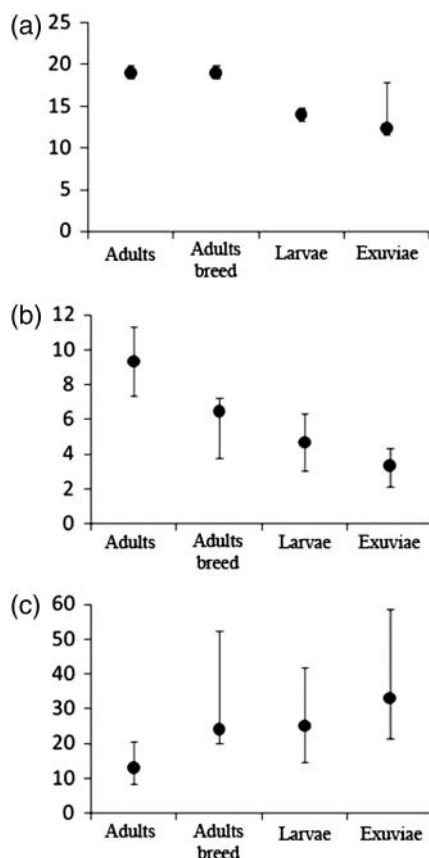 (a)
25
20
15
10
5
0
Adults
Adults
breed
Larvae
Exuviae
(b)
12
10
8
6
4
2
0
Adults
Adults
breed
Larvae
Exuviae
(c)
60
50
40
30
20
10
0
Adults
Adults
breed
Larvae
Exuviae